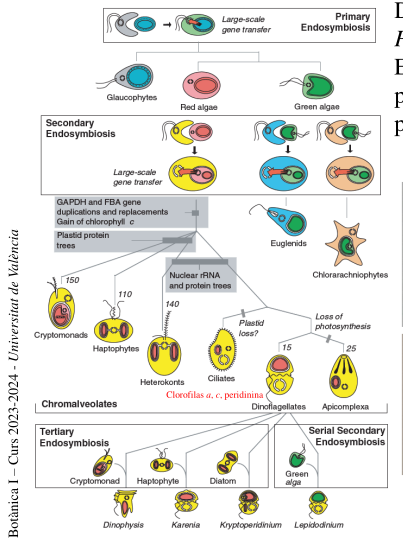 Primary
Endosymbiosis
Large-scale
gene transfer
Glaucophytes
Red algae
Green algae
Secondary
Endosymbiosis
Large-scale
gene transfer
GAPDH and FBA gene
duplications and replacements
Gain of chlorophyll c
Plastid protein
trees
Nuclear rRNA
and protein trees
Euglenids
Chlorarachniophytes
150
110
140
Cryptomonads
Haptophytes
Heterokonts
Plastid
loss?
Loss of
photosynthesis
15
25
Ciliates
Clorofilas a, c, peridinina
Dinoflagellates
Apicomplexa
Chromalveolates
Tertiary
Endosymbiosis
Serial Secondary
Endosymbiosis
Cryptomonad
Haptophyte
Diatom
Green
alga
Dinophysis
Karenia
Kryptoperidinium
Lepidodinium
Botànica I – Curs 2023-2024 - Universitat de València